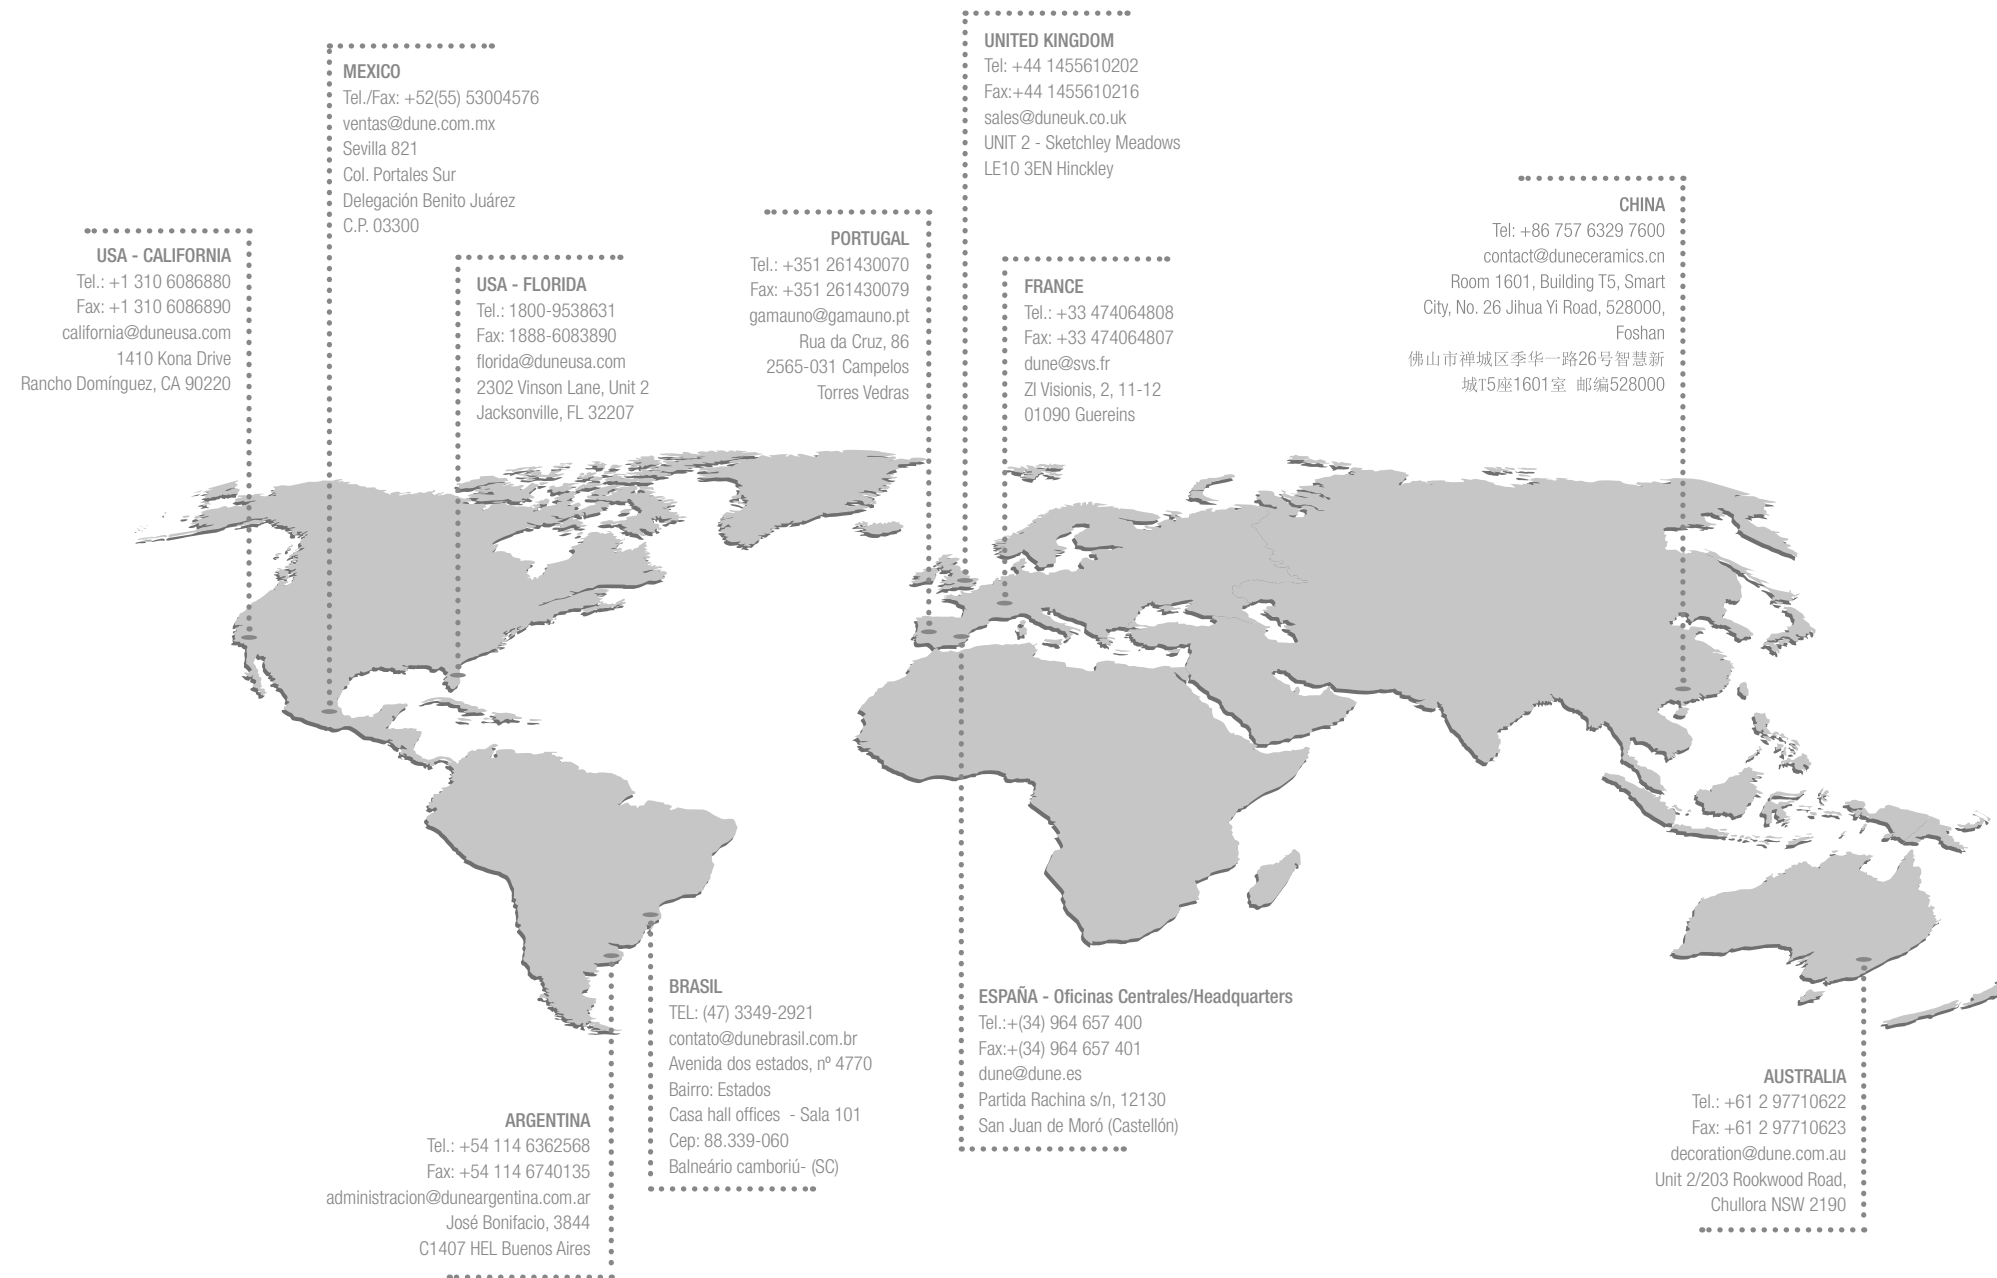 UNITED KINGDOM
Tel: +44 1455610202
Fax:+44 1455610216
sales@duneuk.co.uk
UNIT 2 - Sketchley Meadows
LE10 3EN Hinckley
MEXICO
Tel./Fax: +52(55) 53004576
ventas@dune.com.mx
Sevilla 821
Col. Portales Sur
Delegación Benito Juárez
C.P. 03300
CHINA
Tel: +86 757 6329 7600
contact@duneceramics.cn
Room 1601, Building T5, Smart
City, No. 26 Jihua Yi Road, 528000,
Foshan
佛山市禅城区季华一路26号智慧新
城T5座1601室 邮编528000
USA - CALIFORNIA
Tel.: +1 310 6086880
Fax: +1 310 6086890
california@duneusa.com
1410 Kona Drive
Rancho Domínguez, CA 90220
USA - FLORIDA
Tel.: 1800-9538631
Fax: 1888-6083890
florida@duneusa.com
2302 Vinson Lane, Unit 2
Jacksonville, FL 32207
PORTUGAL
Tel.: +351 261430070
Fax: +351 261430079
gamauno@gamauno.pt
Rua da Cruz, 86
2565-031 Campelos
Torres Vedras
FRANCE
Tel.: +33 474064808
Fax: +33 474064807
dune@svs.fr
ZI Visionis, 2, 11-12
01090 Guereins
BRASIL
TEL: (47) 3349-2921
contato@dunebrasil.com.br
Avenida dos estados, nº 4770
Bairro: Estados
Casa hall offices - Sala 101
Cep: 88.339-060
Balneário camboriú- (SC)
ESPAÑA - Oficinas Centrales/Headquarters
Tel.:+(34) 964 657 400
Fax:+(34) 964 657 401
dune@dune.es
Partida Rachina s/n, 12130
San Juan de Moró (Castellón)
AUSTRALIA
Tel.: +61 2 97710622
Fax: +61 2 97710623
decoration@dune.com.au
Unit 2/203 Rookwood Road,
Chullora NSW 2190
ARGENTINA
Tel.: +54 114 6362568
Fax: +54 114 6740135
administracion@duneargentina.com.ar
José Bonifacio, 3844
C1407 HEL Buenos Aires